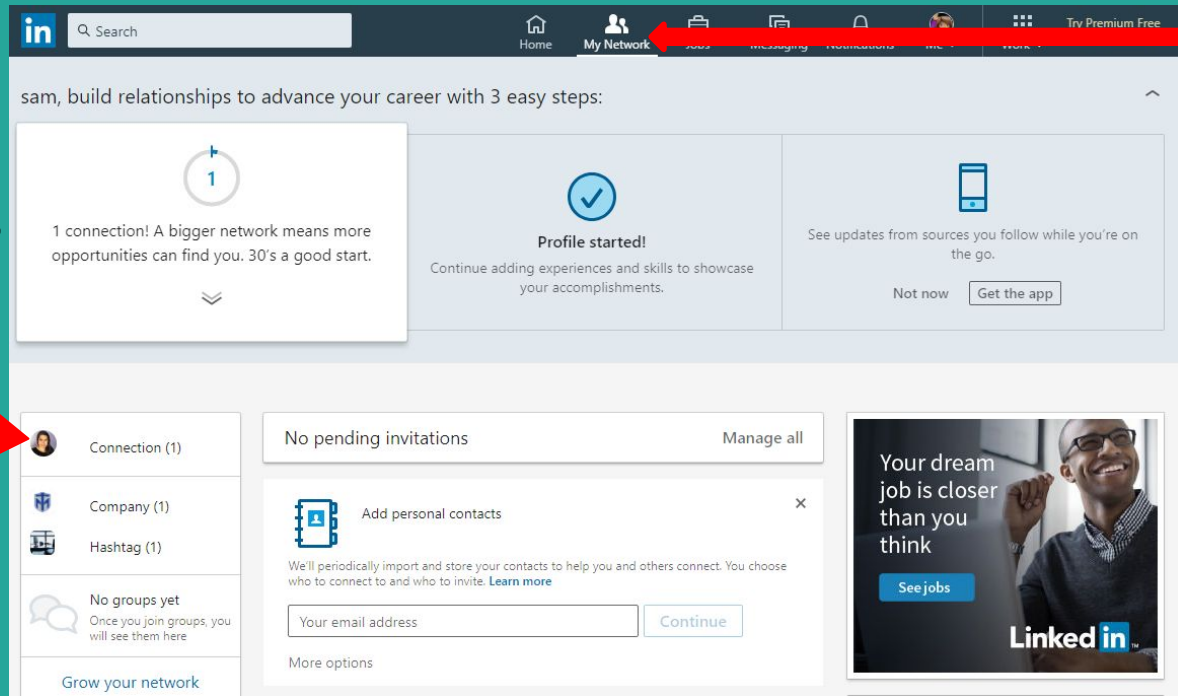 in
Search
Home
My Network
Jobs
Messaging
Notifications
Me
Work
Try Premium Free
sam, build relationships to advance your career with 3 easy steps:
1
1 connection! A bigger network means more
opportunities can find you. 30's a good start.
Profile started!
Continue adding experiences and skills to showcase
your accomplishments.
See updates from sources you follow while you're on
the go.
Not now
Get the app
Connection (1)
Company (1)
Hashtag (1)
No groups yet
Once you join groups, you
will see them here
Grow your network
No pending invitations
Manage all
Add personal contacts
We'll periodically import and store your contacts to help you and others connect. You choose
who to connect to and who to invite. Learn more
Your email address
Continue
More options
Your dream
job is closer
than you
think
See jobs
Linked in